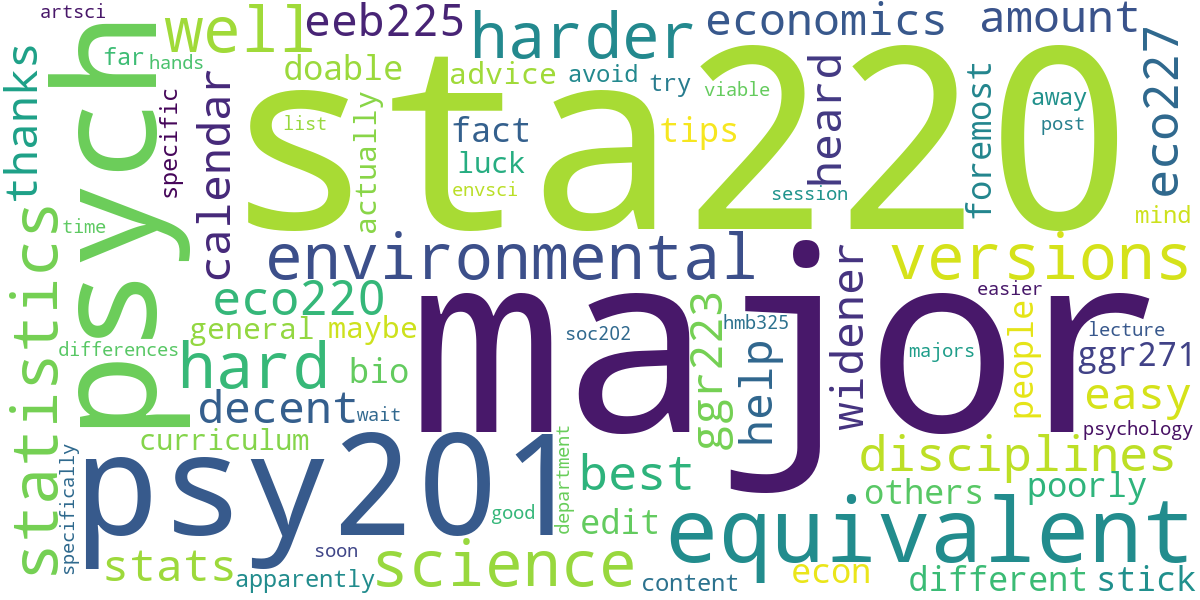 artsci
psych
far
hands
well
eeb225
harder
economics
amount
thanks
doable
advice
avoid
try
viable
heard
foremost
away
post
eco227
calendar
specific
list
actually
sta220
fact
tips
luck
envsci
session
mind
time
statistics
environmental
versions
eco220
major
easier
general
maybe
soc202
ggr223
hmb325
widener
majors
people
lecture
ggr271
differences
hard
bio
help
easy
decent
wait
psychology
curriculum
psy201
department
best
disciplines
specifically
good
edit
others
poorly
equivalent
stats
soon
science
apparently
content
econ
different
stick